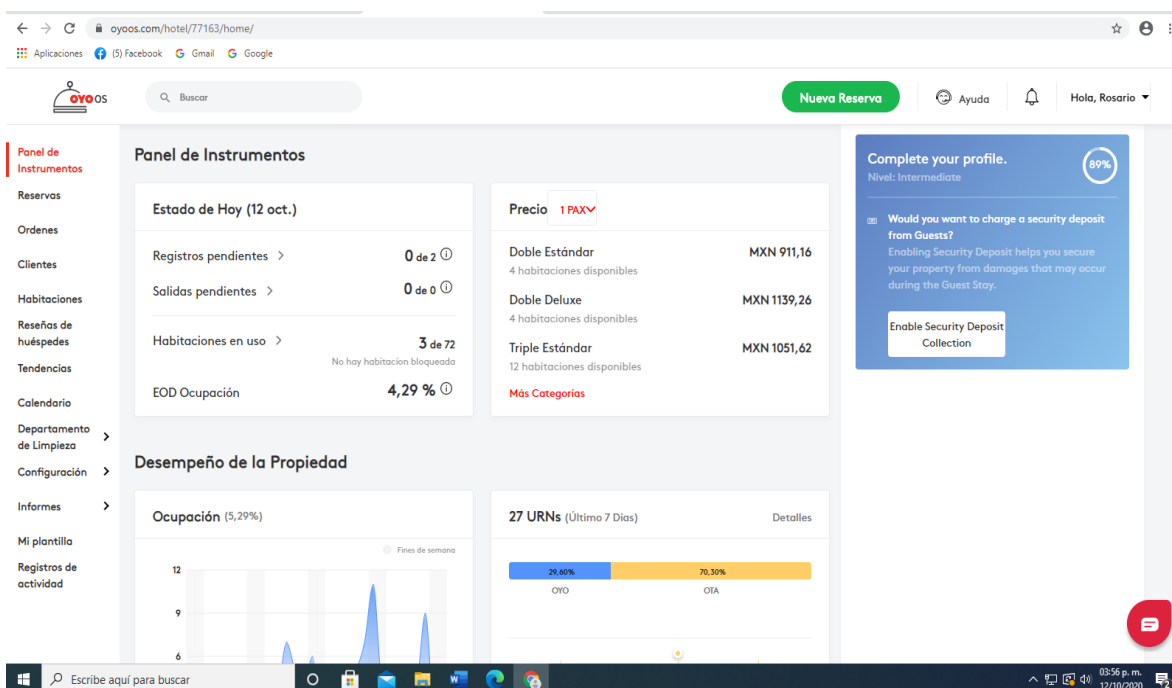 oyoos.com/hotel/77163/home/
Aplicaciones (5) Facebook G Gmail G Google
OYO OS
Buscar
Nueva Reserva
Ayuda
Hola, Rosario
Panel de
Instrumentos
Reservas
Ordenes
Clientes
Habitaciones
Reseñas de
huéspedes
Tendencias
Calendario
Departamento
de Limpieza
Configuración
Informes
Mi plantilla
Registros de
actividad
Panel de Instrumentos
Estado de Hoy (12 oct.)
Registros pendientes > 0 de 2
Salidas pendientes > 0 de 0
Habitaciones en uso > 3 de 72
No hay habitacion bloqueada
EOD Ocupación 4,29 %
Precio 1 PAX
Doble Estándar MXN 911,16
4 habitaciones disponibles
Doble Deluxe MXN 1139,26
4 habitaciones disponibles
Triple Estándar MXN 1051,62
12 habitaciones disponibles
Más Categorias
Complete your profile.
Nivel: Intermediate
89%
Would you want to charge a security deposit
from Guests?
Enabling Security Deposit helps you secure
your property from damages that may occur
during the Guest Stay.
Enable Security Deposit
Collection
Desempeño de la Propiedad
Ocupación (5,29%)
Fines de semana
12
9
6
27 URNs (Último 7 Dias) Detalles
29,60% 70,30%
OYO OTA
Escribe aquí para buscar
03:56 p. m.
12/10/2020